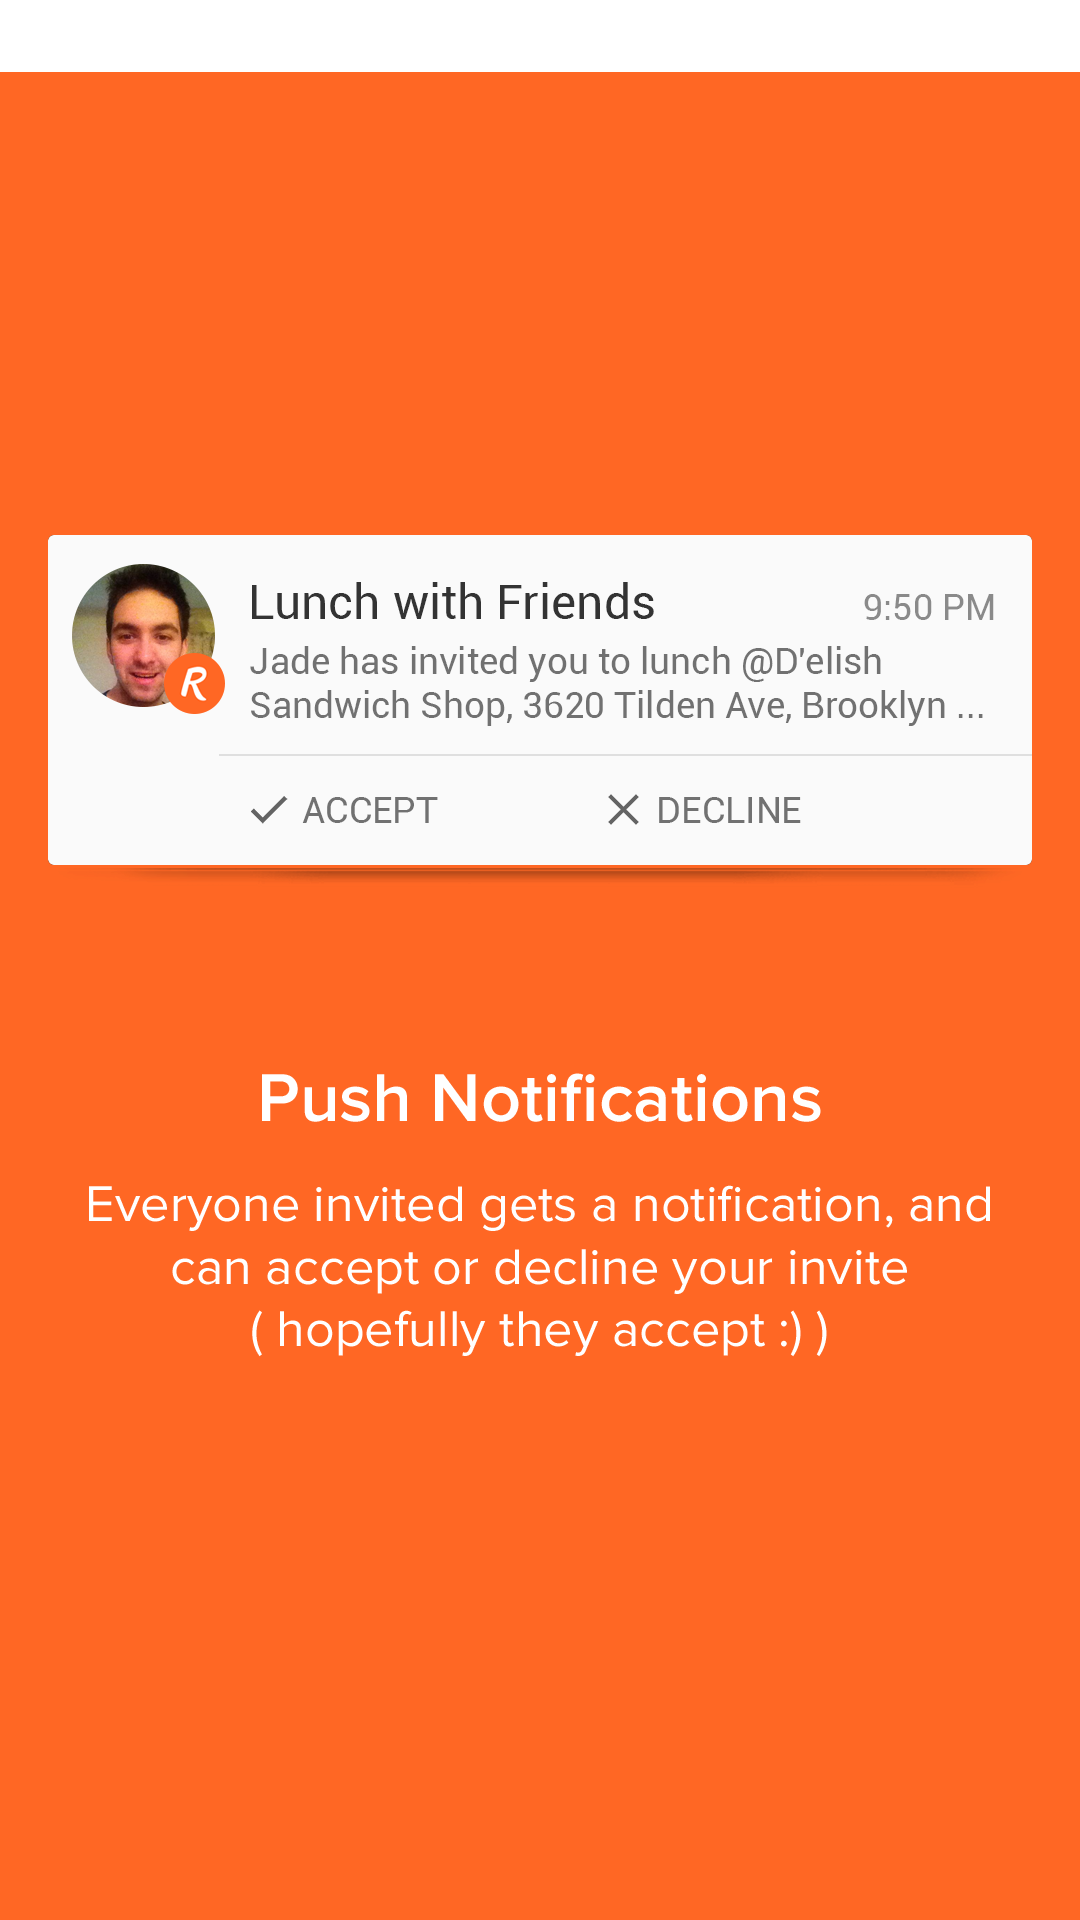 Lunch with Friends
9:50 PM
Jade has invited you to lunch @D'elish
Sandwich Shop, 3620 Tilden Ave, Brooklyn ...
R
ACCEPT
DECLINE
Push Notifications
Everyone invited gets a notification, and
can accept or decline your invite
( hopefully they accept :) )